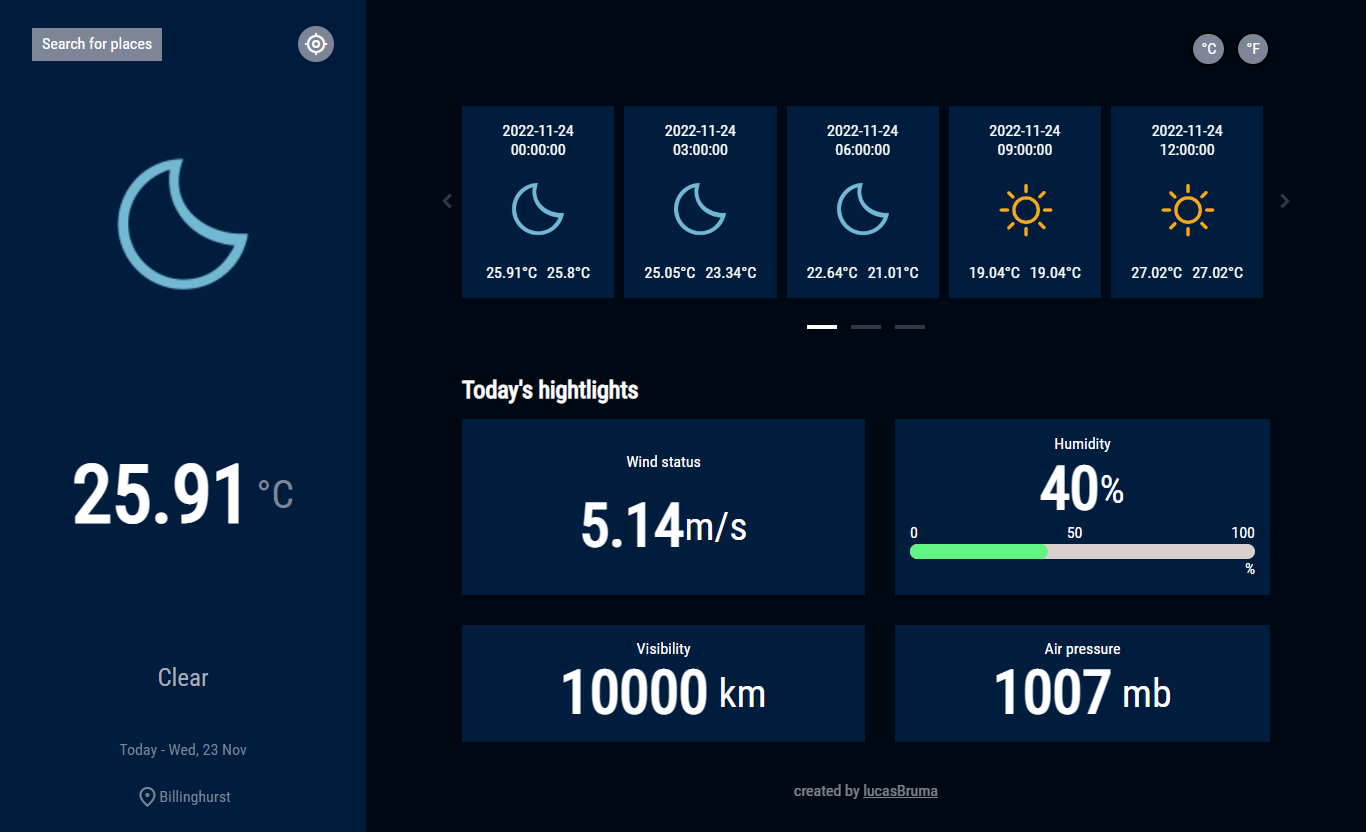 Search for places
°C
°F
2022-11-24
00:00:00
25.91°C 25.8°C
2022-11-24
03:00:00
25.05°C 23.34°C
2022-11-24
06:00:00
22.64°C 21.01°C
2022-11-24
09:00:00
19.04°C 19.04°C
2022-11-24
12:00:00
27.02°C 27.02°C
25.91 °C
Clear
Today - Wed, 23 Nov
Billinghurst
Today's hightlights
Wind status
5.14m/s
Humidity
40%
0 50 100
%
Visibility
10000 km
Air pressure
1007 mb
created by lucasBruma